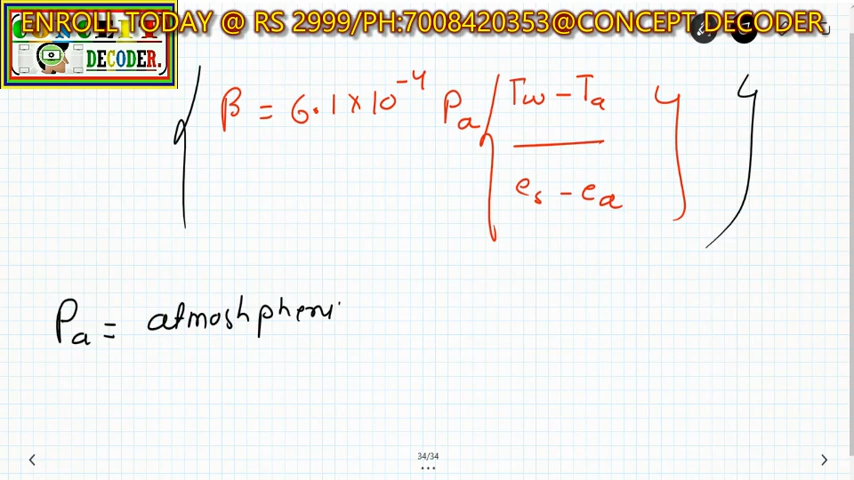 ENROLL TODAY @ RS 2999/PH:7008420353@CONCEPT DECODER.
DECODER.
β = 6.1 × 10⁻⁴ Pa { Tw - Ta / es - ea }
Pa = atmoshpheri
34/34